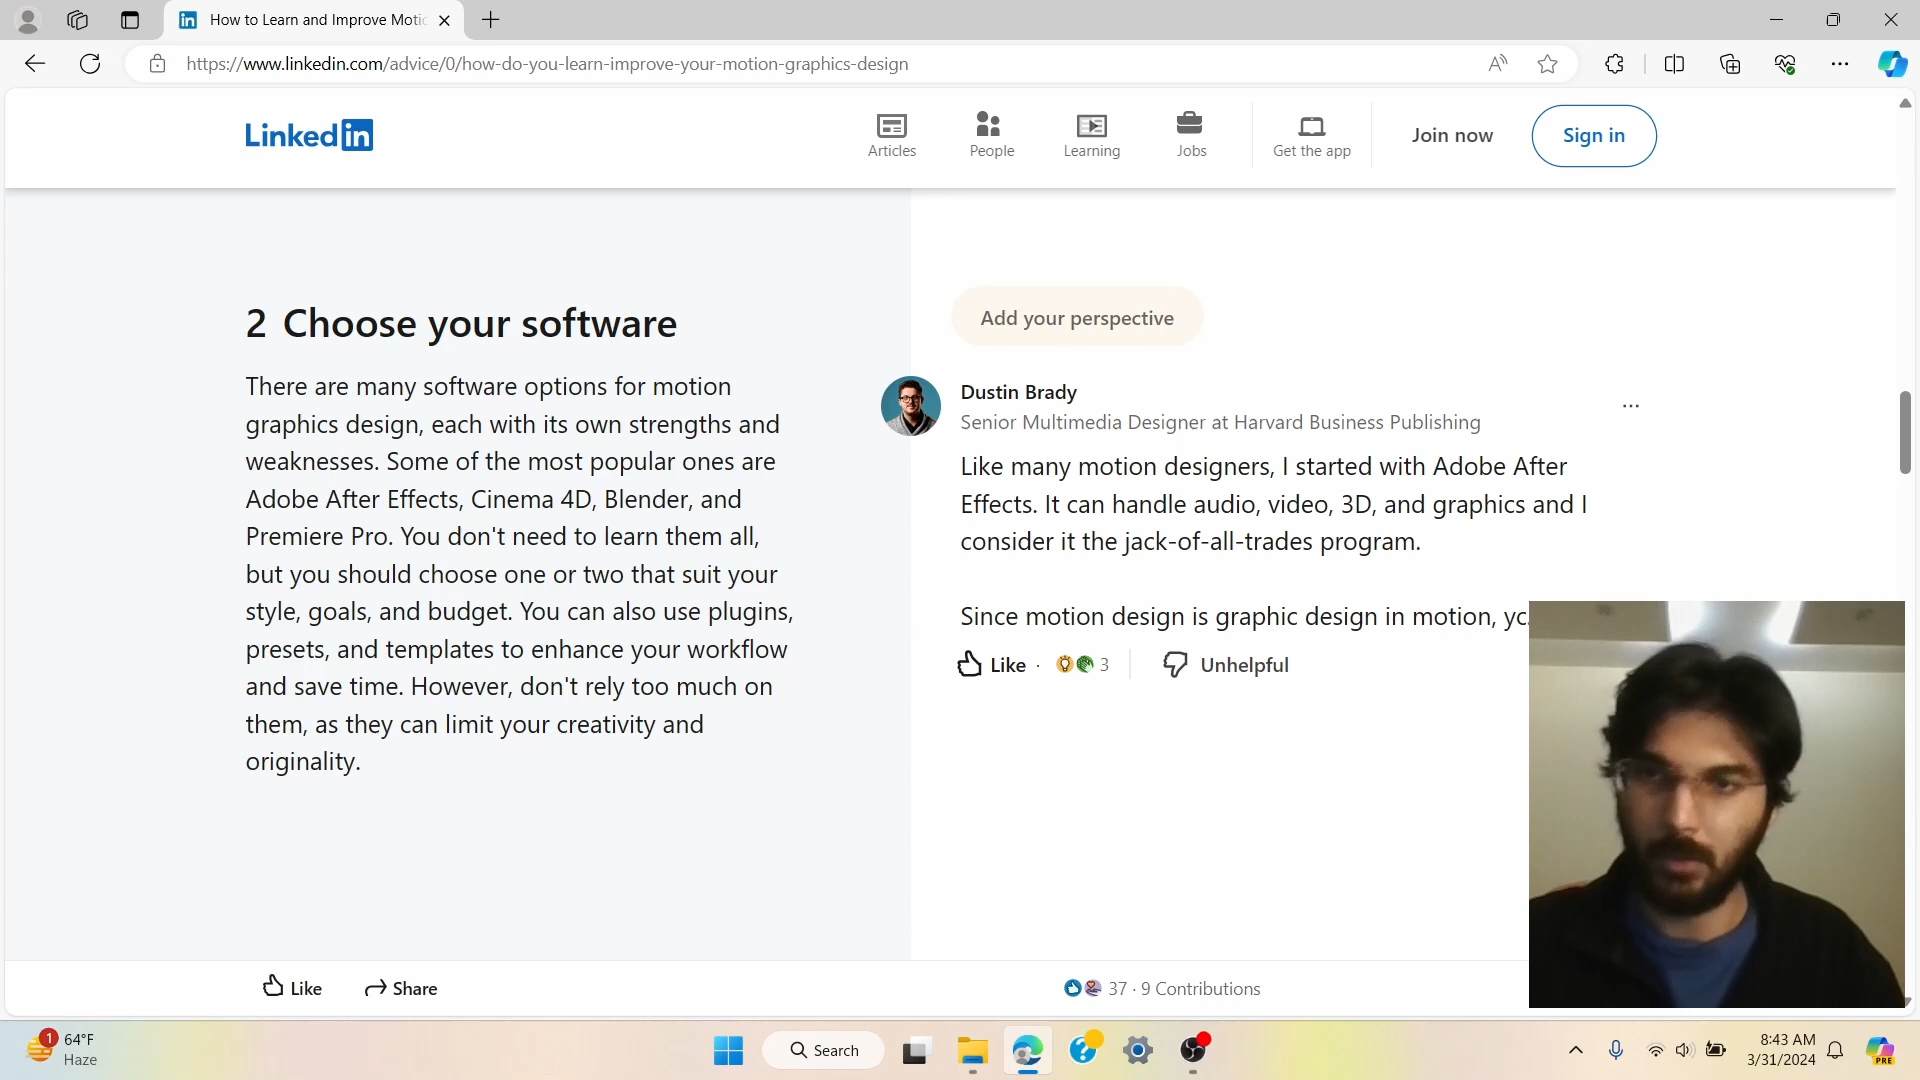 How to Learn and Improve Motic
https://www.linkedin.com/advice/0/how-do-you-learn-improve-your-motion-graphics-design
Linked in
Articles
People
Learning
Jobs
Get the app
Join now
Sign in
2 Choose your software
There are many software options for motion
graphics design, each with its own strengths and
weaknesses. Some of the most popular ones are
Adobe After Effects, Cinema 4D, Blender, and
Premiere Pro. You don't need to learn them all,
but you should choose one or two that suit your
style, goals, and budget. You can also use plugins,
presets, and templates to enhance your workflow
and save time. However, don't rely too much on
them, as they can limit your creativity and
originality.
Add your perspective
Dustin Brady
Senior Multimedia Designer at Harvard Business Publishing
Like many motion designers, I started with Adobe After
Effects. It can handle audio, video, 3D, and graphics and I
consider it the jack-of-all-trades program.
Since motion design is graphic design in motion,
Like · 3
Unhelpful
Like
Share
37 · 9 Contributions
1
64°F
Haze
Search
8:43 AM
3/31/2024
PRE